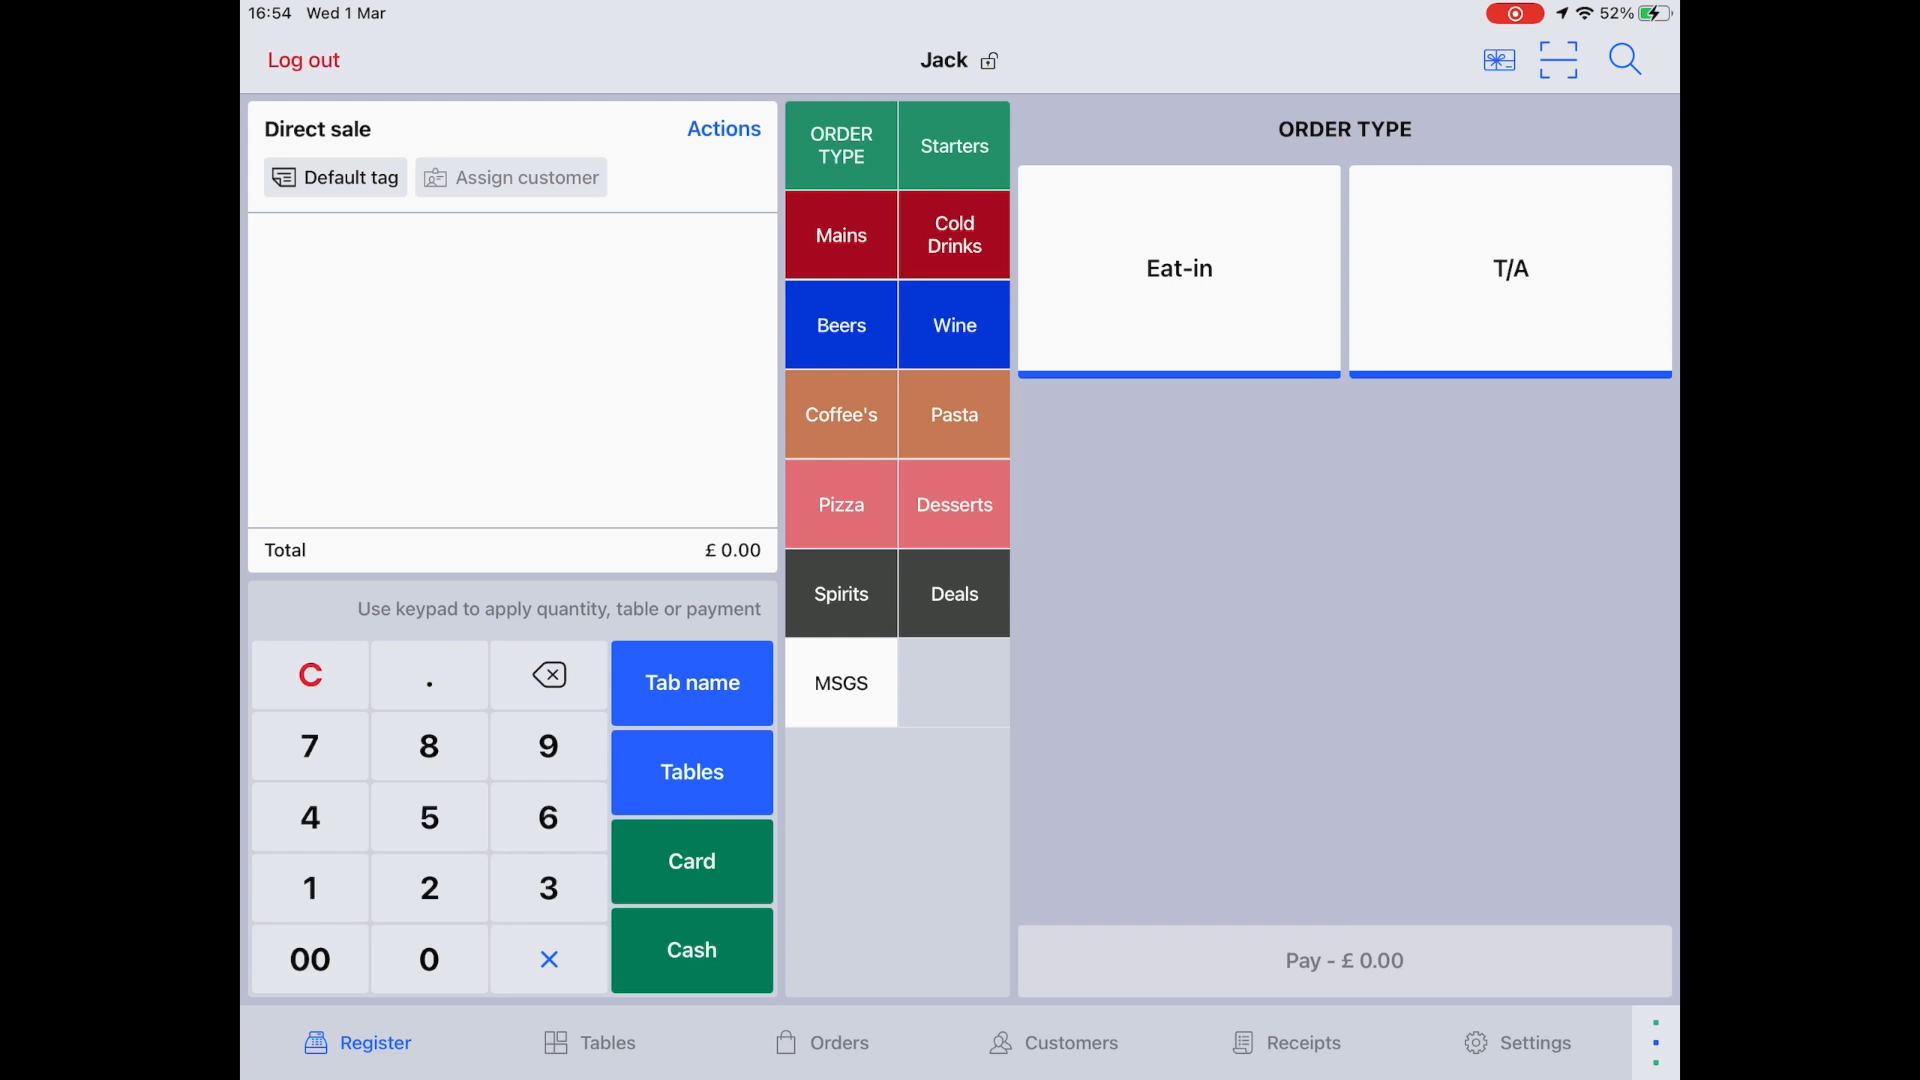 16:54 Wed 1 Mar
52%
Log out
Jack
Direct sale
Actions
Default tag
Assign customer
Total
£ 0.00
Use keypad to apply quantity, table or payment
C
.
Tab name
7
8
9
Tables
4
5
6
Card
1
2
3
Cash
00
0
×
ORDER
TYPE
Starters
Mains
Cold
Drinks
Beers
Wine
Coffee's
Pasta
Pizza
Desserts
Spirits
Deals
MSGS
ORDER TYPE
Eat-in
T/A
Pay - £ 0.00
Register
Tables
Orders
Customers
Receipts
Settings